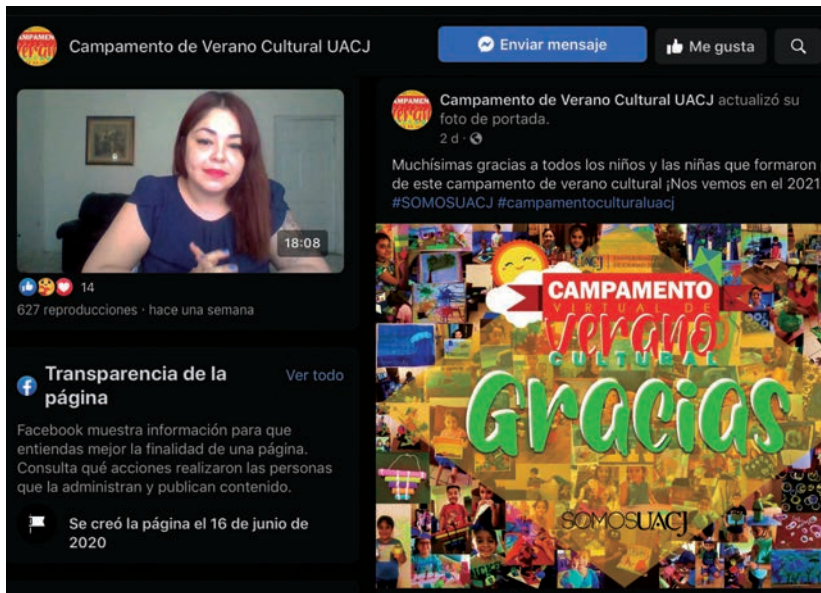 Campamento de Verano Cultural UACJ
Enviar mensaje
Me gusta
18:08
14
627 reproducciones · hace una semana
Transparencia de la
página
Ver todo
Facebook muestra información para que
entiendas mejor la finalidad de una página.
Consulta qué acciones realizaron las personas
que la administran y publican contenido.
Se creó la página el 16 de junio de
2020
Campamento de Verano Cultural UACJ actualizó su
foto de portada.
2 d ·
Muchísimas gracias a todos los niños y las niñas que formaron
de este campamento de verano cultural ¡Nos vemos en el 2021
#SOMOSUACJ #campamentoculturaluacj
UACJ
CAMPAMENTO
VIRTUAL DE
verano
CULTURAL
Gracias
SOMOSUACJ